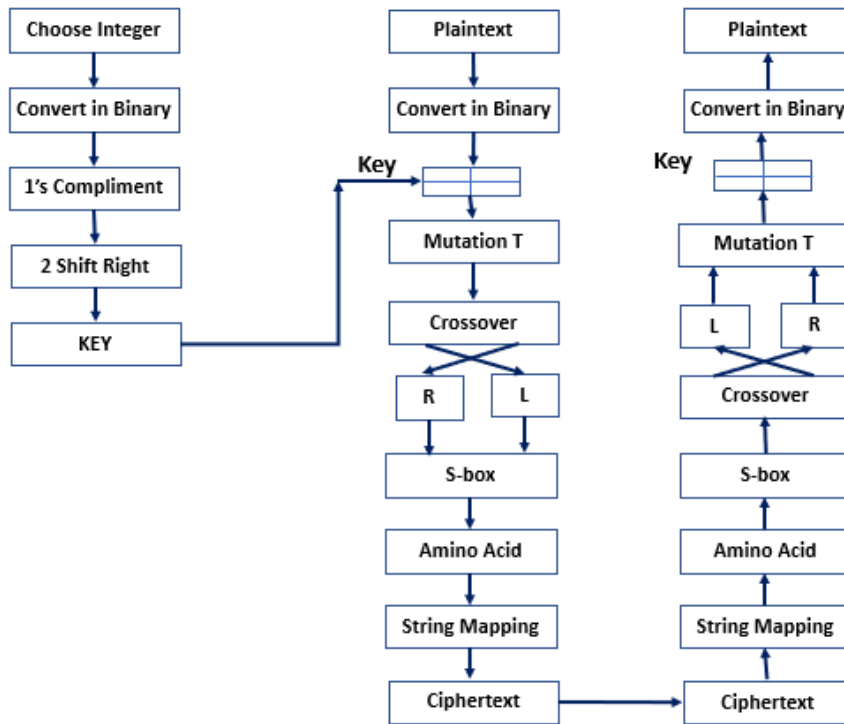 Choose Integer
Convert in Binary
1's Compliment
2 Shift Right
KEY
Plaintext
Convert in Binary
Key
Mutation T
Crossover
R
L
S-box
Amino Acid
String Mapping
Ciphertext
Plaintext
Convert in Binary
Key
Mutation T
L
R
Crossover
S-box
Amino Acid
String Mapping
Ciphertext